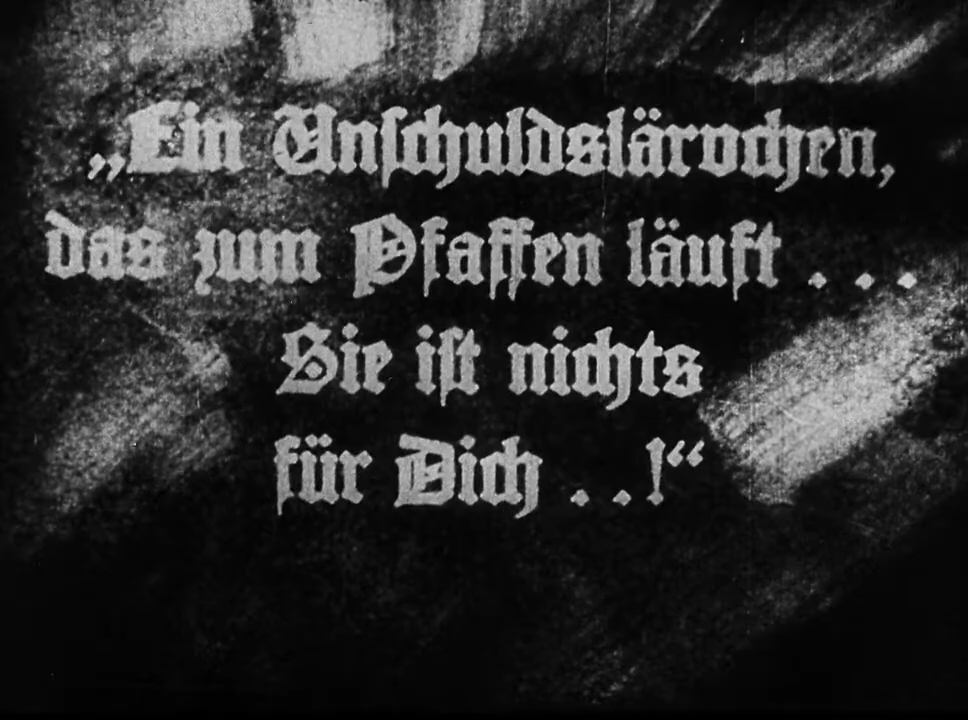 „Ein Unschuldslärvchen,
das zum Pfaffen läuft . . .
Sie ist nichts
für Dich . . !“